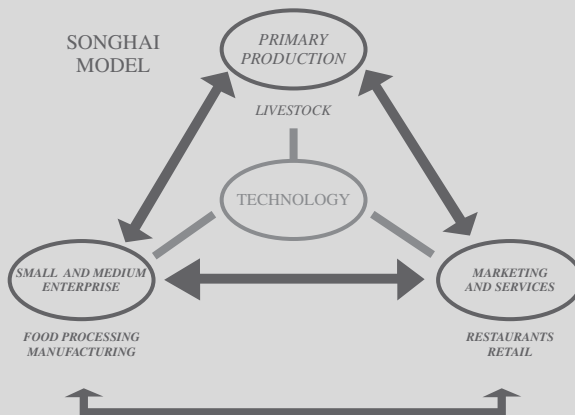 SONGHAI
MODEL
PRIMARY
PRODUCTION
LIVESTOCK
TECHNOLOGY
SMALL AND MEDIUM
ENTERPRISE
MARKETING
AND SERVICES
FOOD PROCESSING
MANUFACTURING
RESTAURANTS
RETAIL